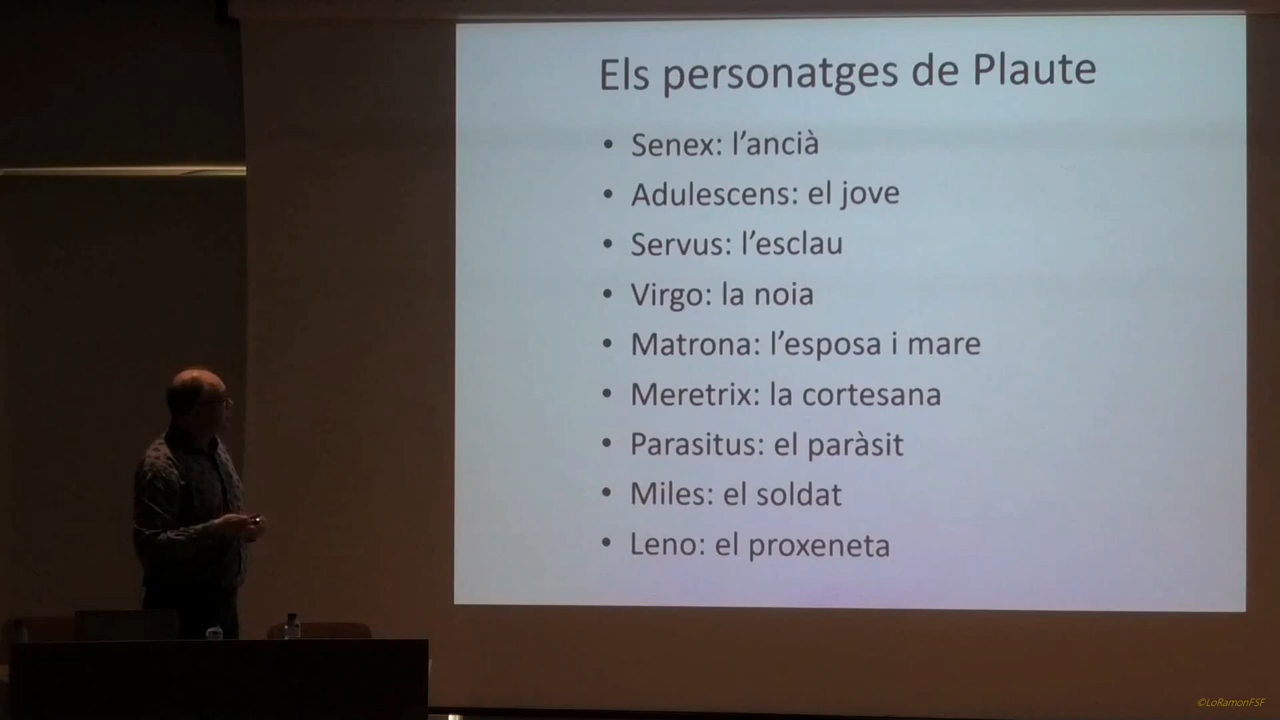 Els personatges de Plaute
• Senex: l’ancià
• Adulescens: el jove
• Servus: l’esclau
• Virgo: la noia
• Matrona: l’esposa i mare
• Meretrix: la cortesana
• Parasitus: el paràsit
• Miles: el soldat
• Leno: el proxeneta
©LoRamonFSF